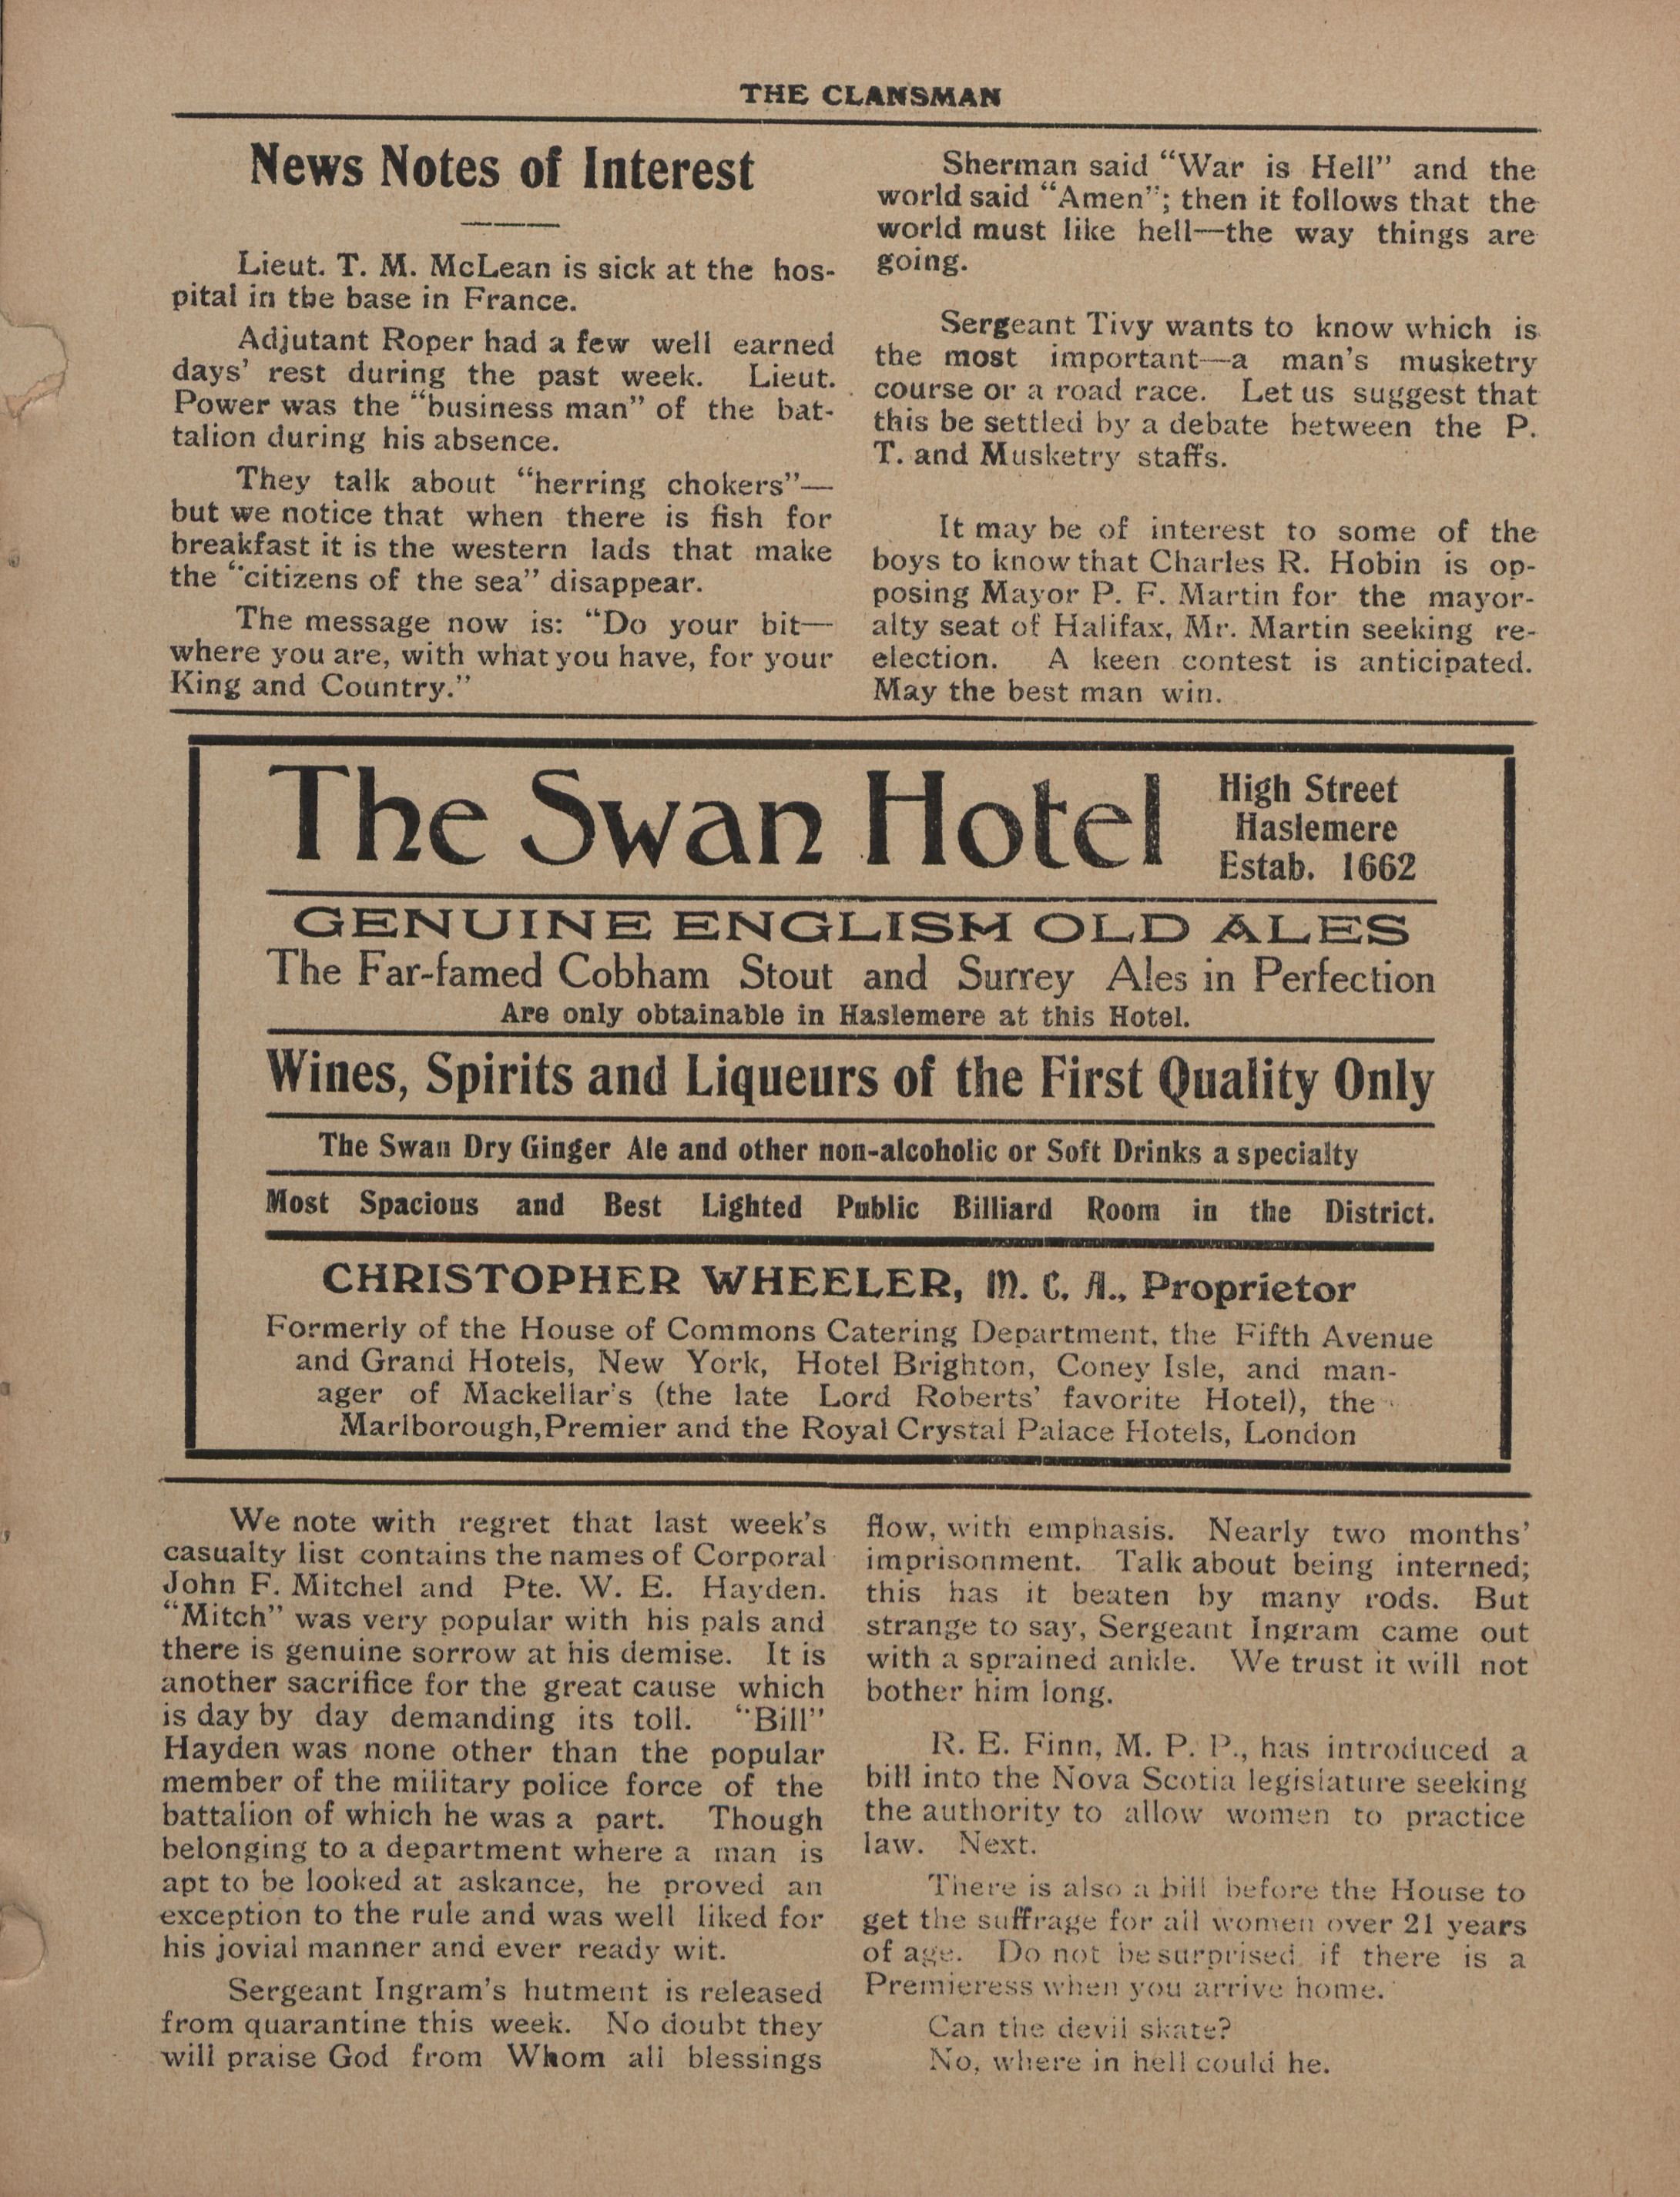 THE CLANSMAN
News Notes of Interest
Lieut. T. M. McLean is sick at the hos-
pital in the base in France.
Adjutant Roper had a few well earned
days' rest during the past week. Lieut.
Power was the "business man" of the bat-
talion during his absence.
They talk about "herring chokers"—
but we notice that when there is fish for
breakfast it is the western lads that make
the "citizens of the sea" disappear.
The message now is: "Do your bit—
where you are, with what you have, for your
King and Country."
Sherman said "War is Hell" and the
world said "Amen"; then it follows that the
world must like hell—the way things are
going.
Sergeant Tivy wants to know which is
the most important—a man's musketry
course or a road race. Let us suggest that
this be settled by a debate between the P.
T. and Musketry staffs.
It may be of interest to some of the
boys to know that Charles R. Hobin is op-
posing Mayor P. F. Martin for the mayor-
alty seat of Halifax, Mr. Martin seeking re-
election. A keen contest is anticipated.
May the best man win.
The Swan Hotel
High Street
Haslemere
Estab. 1662
GENUINE ENGLISH OLD ALES
The Far-famed Cobham Stout and Surrey Ales in Perfection
Are only obtainable in Haslemere at this Hotel.
Wines, Spirits and Liqueurs of the First Quality Only
The Swan Dry Ginger Ale and other non-alcoholic or Soft Drinks a specialty
Most Spacious and Best Lighted Public Billiard Room in the District.
CHRISTOPHER WHEELER, M. C. A., Proprietor
Formerly of the House of Commons Catering Department, the Fifth Avenue
and Grand Hotels, New York, Hotel Brighton, Coney Isle, and man-
ager of Mackellar's (the late Lord Roberts' favorite Hotel), the
Marlborough, Premier and the Royal Crystal Palace Hotels, London
We note with regret that last week's
casualty list contains the names of Corporal
John F. Mitchel and Pte. W. E. Hayden.
"Mitch" was very popular with his pals and
there is genuine sorrow at his demise. It is
another sacrifice for the great cause which
is day by day demanding its toll. "Bill"
Hayden was none other than the popular
member of the military police force of the
battalion of which he was a part. Though
belonging to a department where a man is
apt to be looked at askance, he proved an
exception to the rule and was well liked for
his jovial manner and ever ready wit.
Sergeant Ingram's hutment is released
from quarantine this week. No doubt they
will praise God from Whom all blessings
flow, with emphasis. Nearly two months'
imprisonment. Talk about being interned;
this has it beaten by many rods. But
strange to say, Sergeant Ingram came out
with a sprained ankle. We trust it will not
bother him long.
R. E. Finn, M. P. P., has introduced a
bill into the Nova Scotia legislature seeking
the authority to allow women to practice
law. Next.
There is also a bill before the House to
get the suffrage for all women over 21 years
of age. Do not be surprised if there is a
Premieress when you arrive home.
Can the devil skate?
No, where in hell could he.